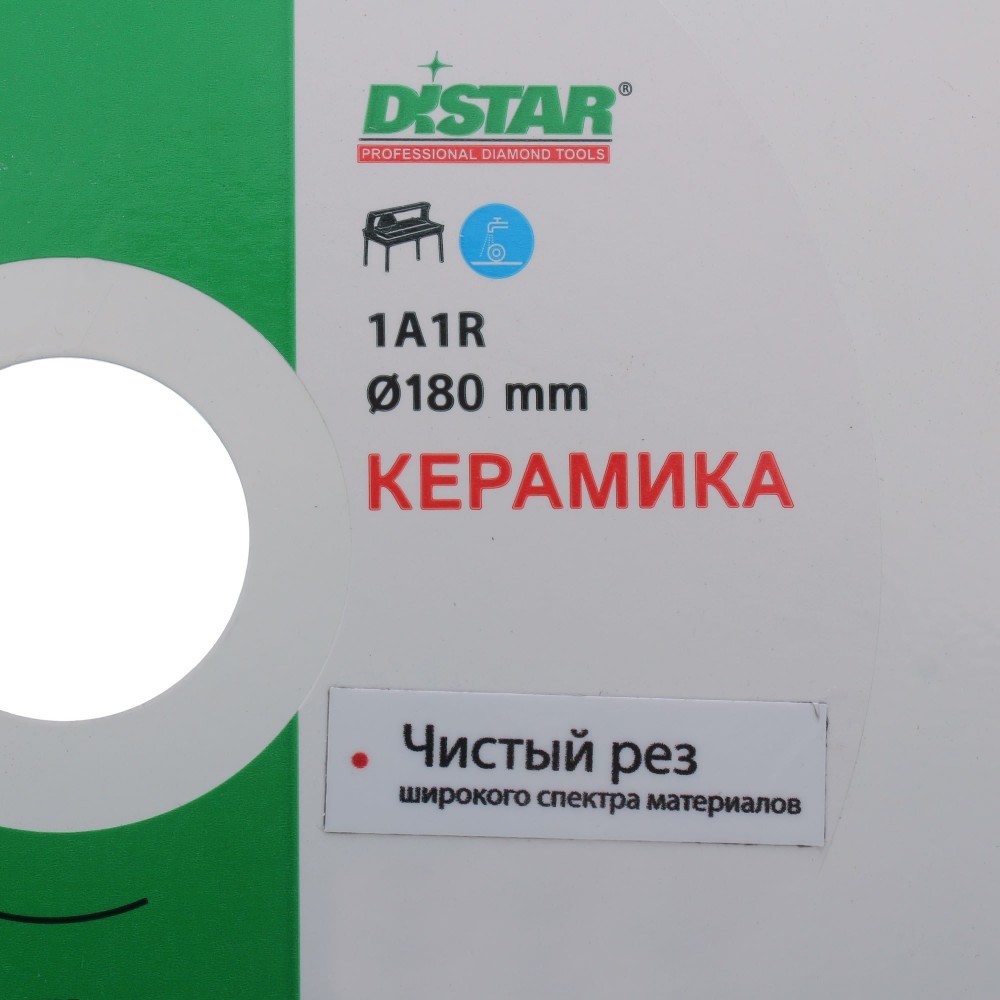 DISTAR®
PROFESSIONAL DIAMOND TOOLS
1A1R
Ø180 mm
КЕРАМИКА
• Чистый рез
широкого спектра материалов